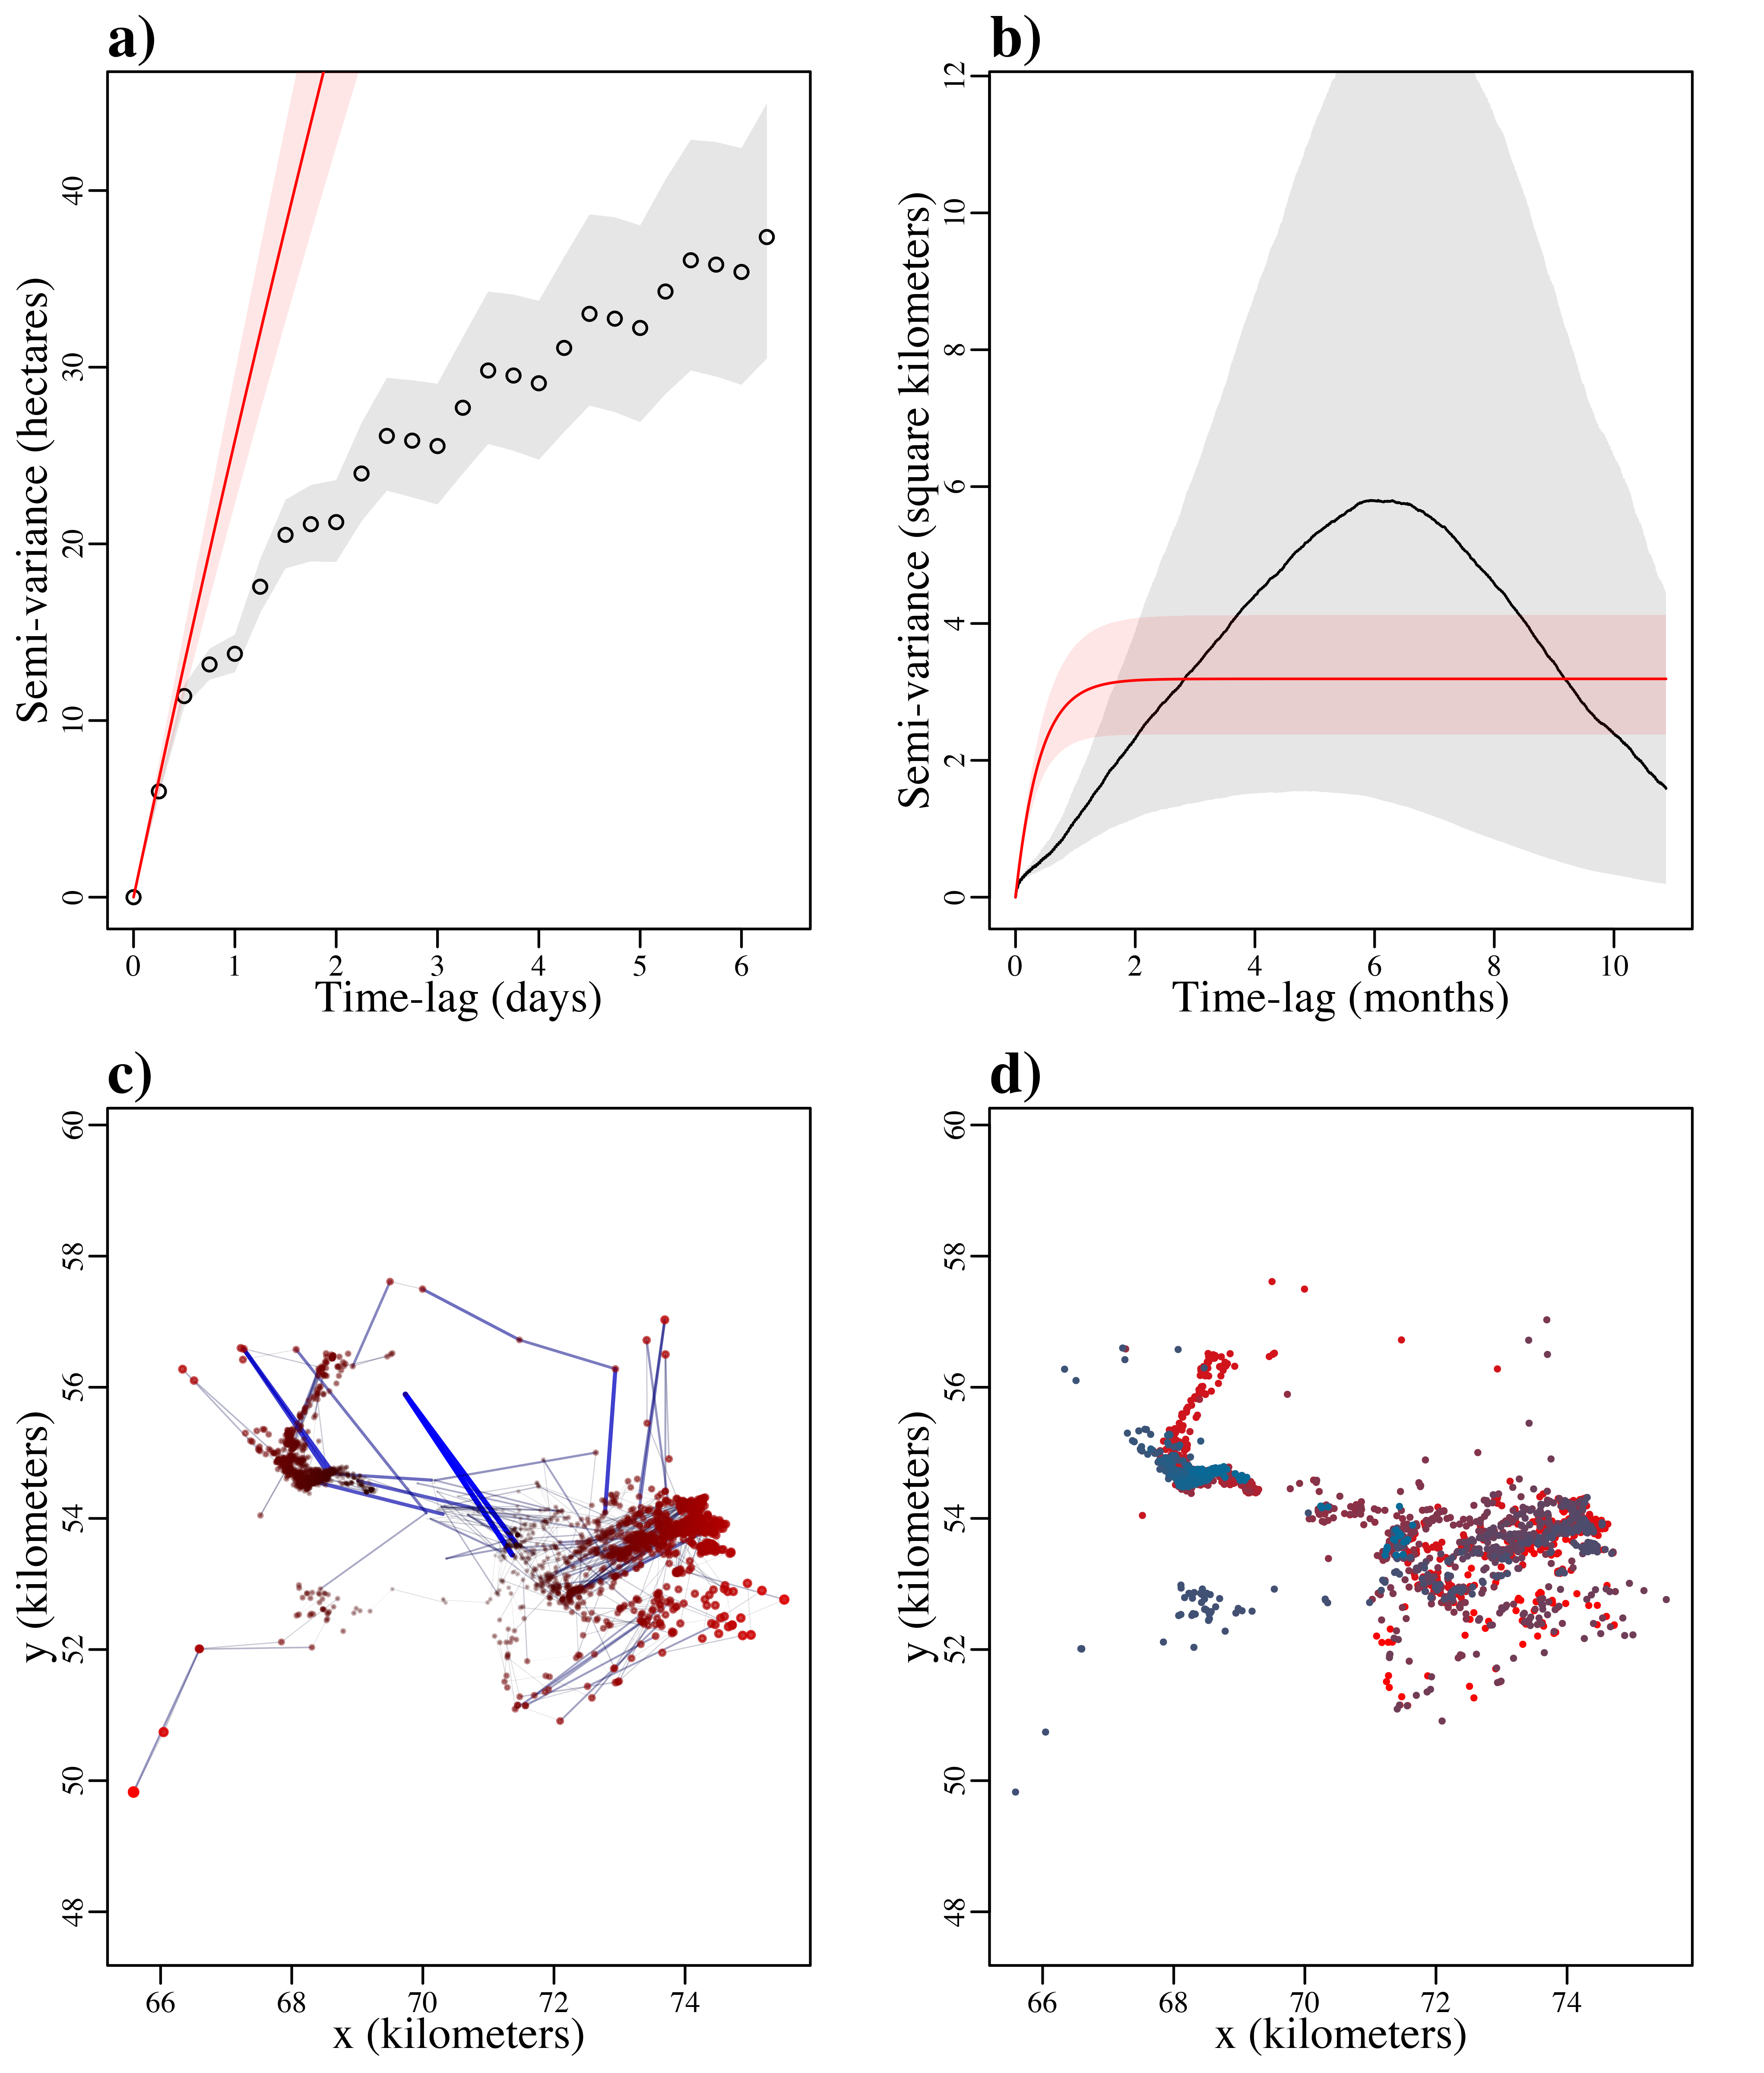 a)
Semi-variance (hectares)
0 10 20 30 40
0 1 2 3 4 5 6
Time-lag (days)
b)
Semi-variance (square kilometers)
0 2 4 6 8 10 12
0 2 4 6 8 10
Time-lag (months)
c)
y (kilometers)
48 50 52 54 56 58 60
66 68 70 72 74
x (kilometers)
d)
y (kilometers)
48 50 52 54 56 58 60
66 68 70 72 74
x (kilometers)